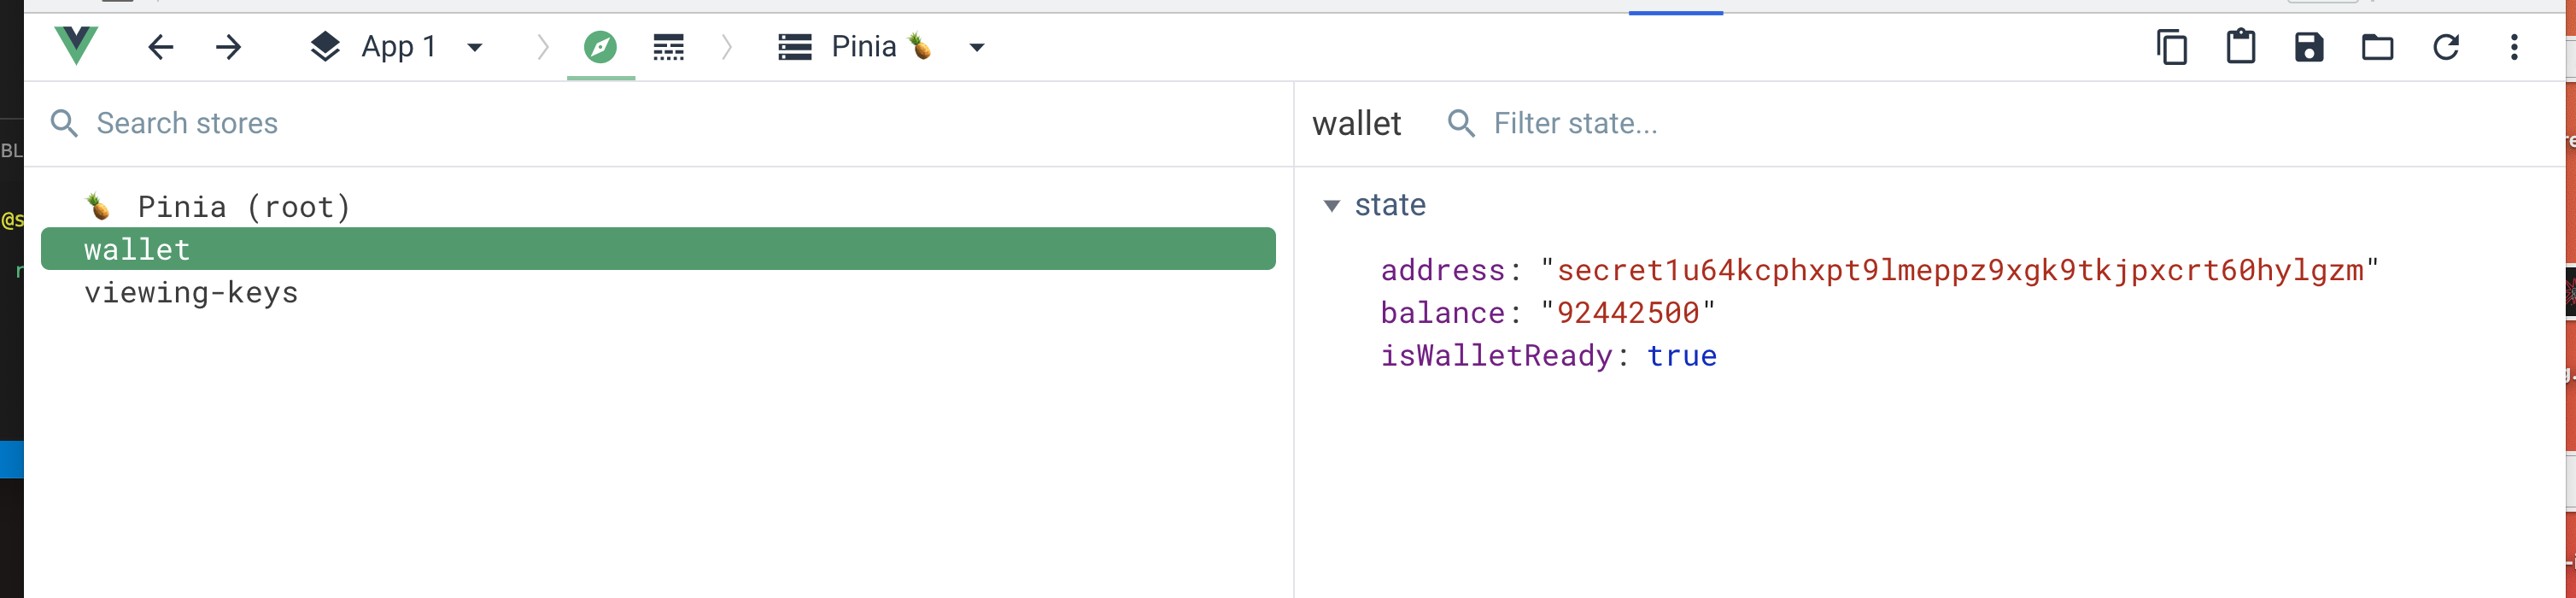 App 1
Pinia 🍍
Search stores
wallet
Filter state...
🍍 Pinia (root)
wallet
viewing-keys
state
address: "secret1u64kcphxpt9lmeppz9xgk9tkjpxcrt60hylgzm"
balance: "92442500"
isWalletReady: true
BL
@s
r